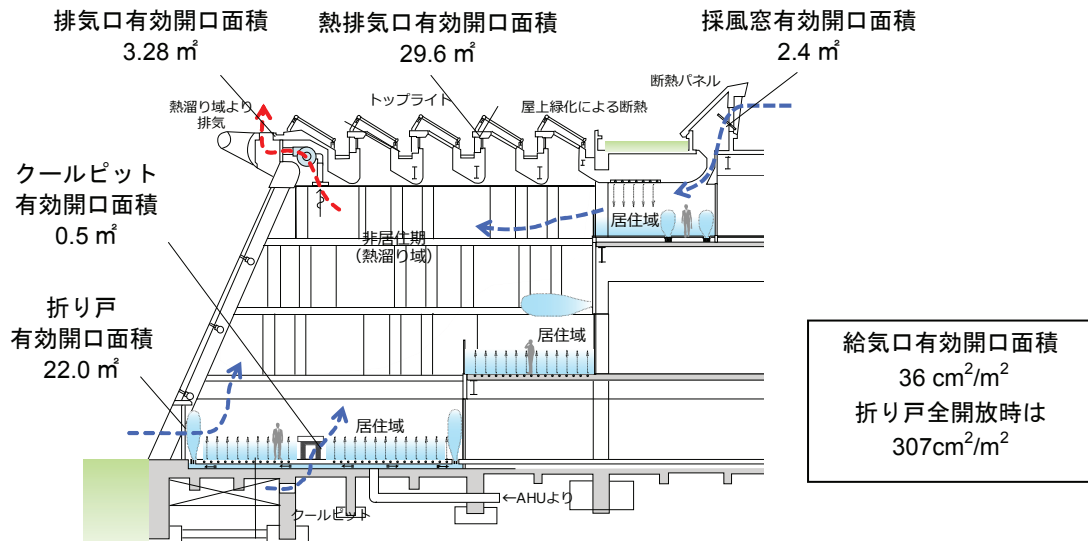 排気口有効開口面積
3.28 ㎡
熱排気口有効開口面積
29.6 ㎡
採風窓有効開口面積
2.4 ㎡
断熱パネル
熱溜り域より
排気
トップライト
屋上緑化による断熱
クールピット
有効開口面積
0.5 ㎡
居住域
非居住期
（熱溜り域）
折り戸
有効開口面積
22.0 ㎡
居住域
給気口有効開口面積
36 cm²/m²
折り戸全開放時は
307cm²/m²
居住域
←AHUより
クールピット